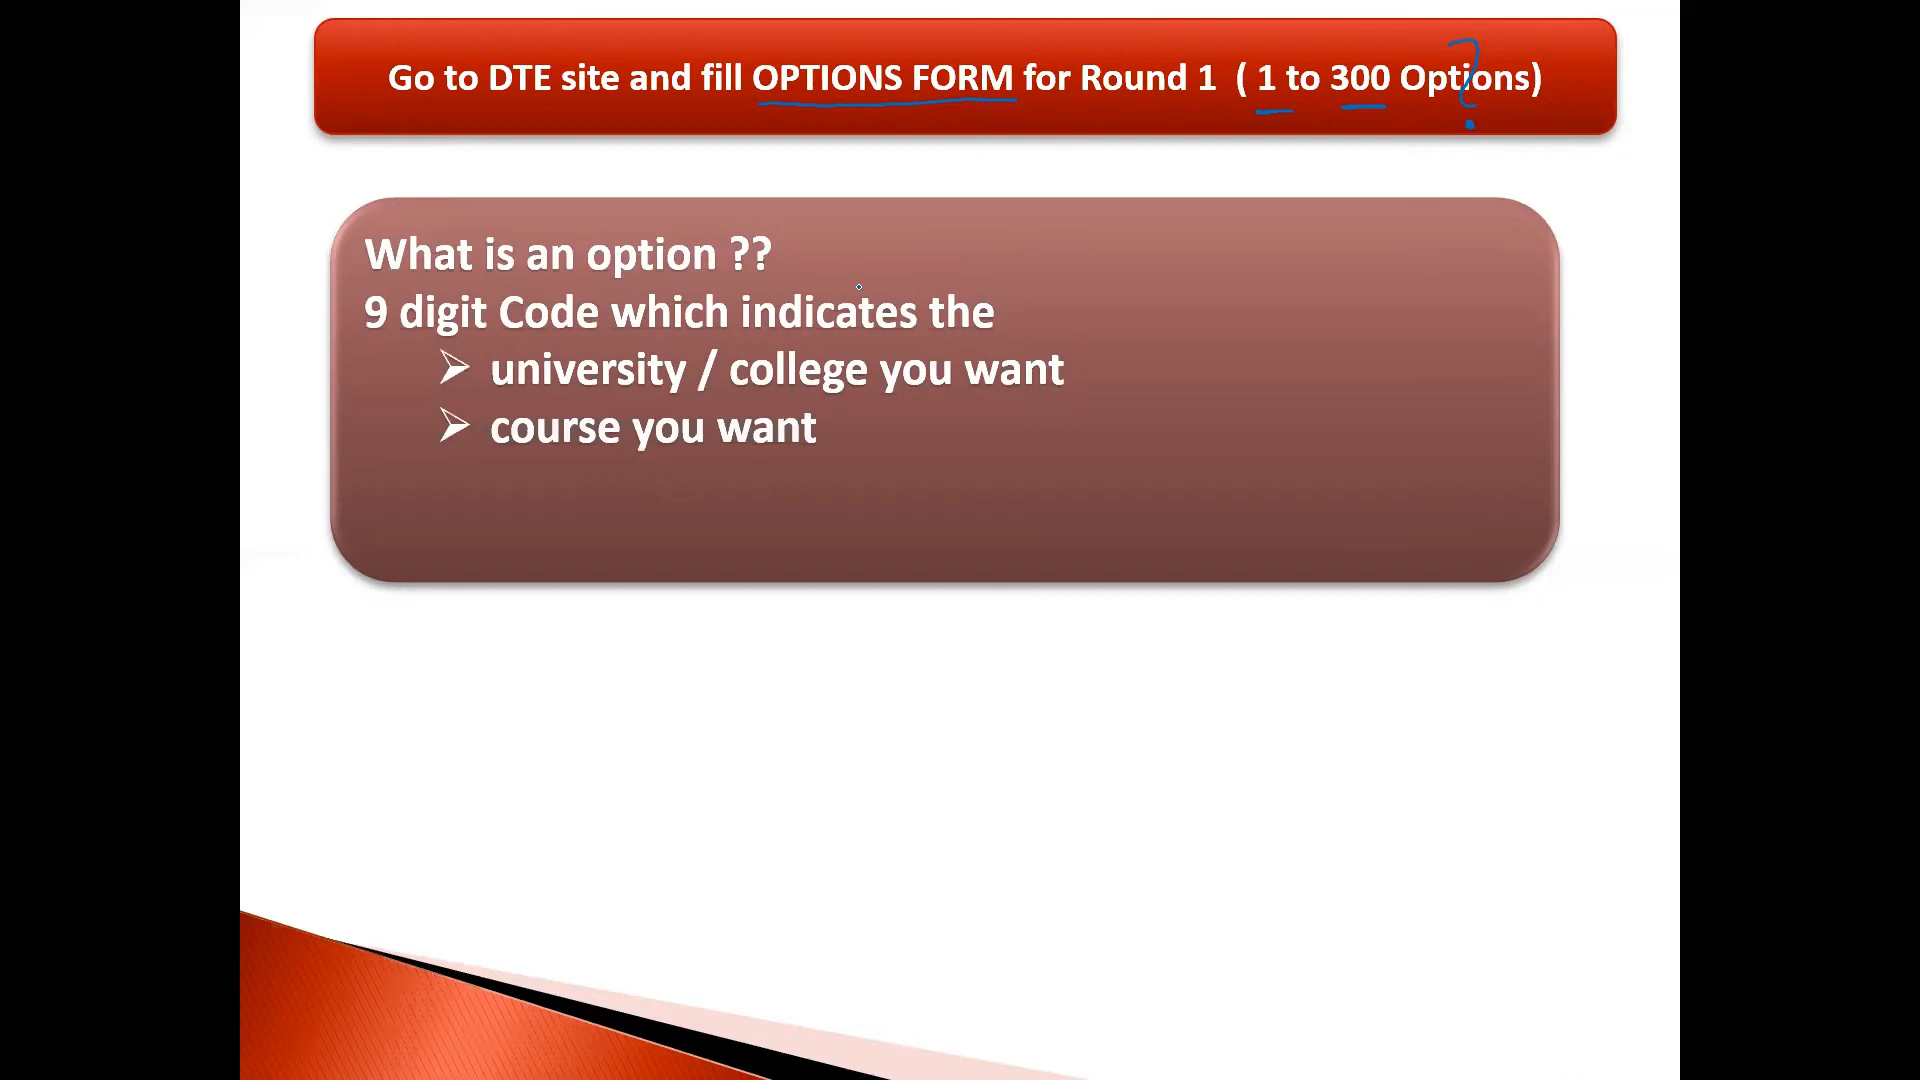 Go to DTE site and fill OPTIONS FORM for Round 1 ( 1 to 300 Options)
?
What is an option ??
9 digit Code which indicates the
university / college you want
course you want